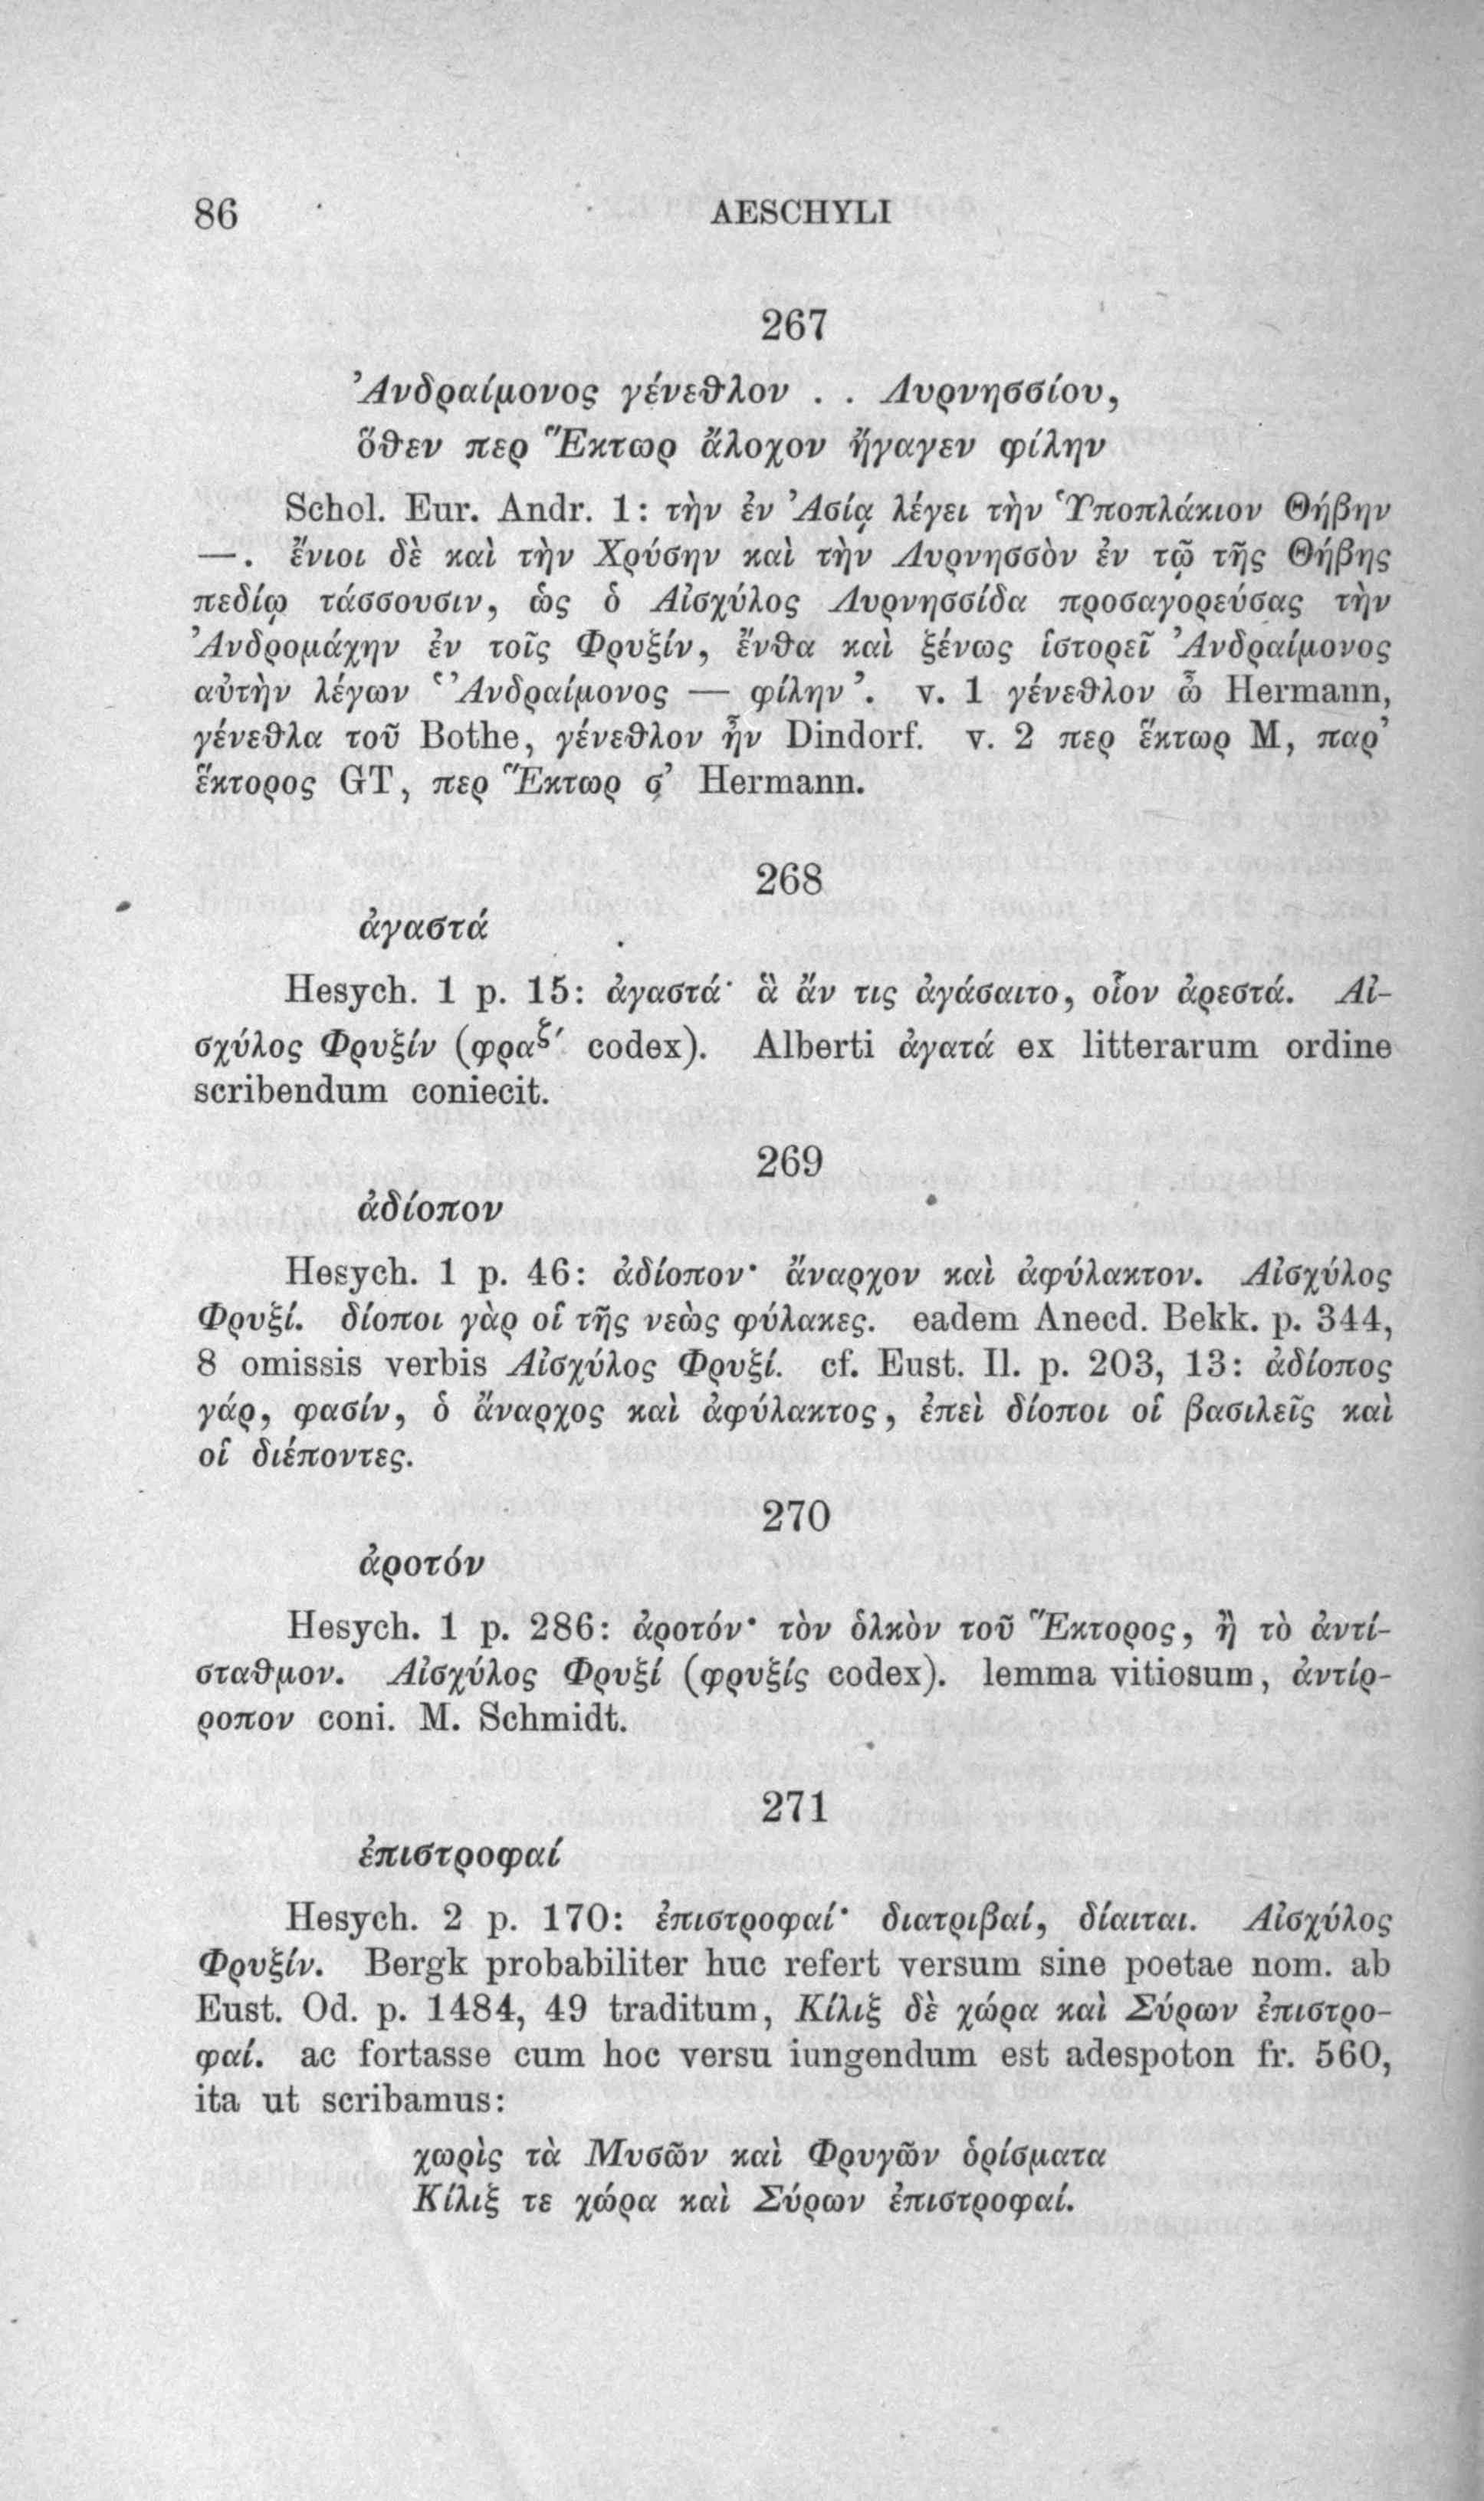 86 AESCHYLI
267
Ἀνδραίμονος γένεθλον . . Λυρνησσίου,
ὅθεν περ Ἕκτωρ ἄλοχον ἤγαγεν φίλην
Schol. Eur. Andr. 1: τὴν ἐν Ἀσίᾳ λέγει τὴν Ὑποπλάκιον Θήβην
—. ἔνιοι δὲ καὶ τὴν Χρύσην καὶ τὴν Λυρνησσὸν ἐν τῷ τῆς Θήβης
πεδίῳ τάσσουσιν, ὡς ὁ Αἰσχύλος Λυρνησσίδα προσαγορεύσας τὴν
Ἀνδρομάχην ἐν τοῖς Φρυξίν, ἔνθα καὶ ξένως ἱστορεῖ Ἀνδραίμονος
αὐτὴν λέγων ‘Ἀνδραίμονος — φίλην’. v. 1 γένεθλον ὦ Hermann,
γένεθλα τοῦ Bothe, γένεθλον ἦν Dindorf. v. 2 περ ἕκτωρ M, παρ’
ἕκτορος GT, περ Ἕκτωρ σ’ Hermann.
268
ἀγαστά
Hesych. 1 p. 15: ἀγαστά· ἃ ἄν τις ἀγάσαιτο, οἷον ἀρεστά. Αἰ-
σχύλος Φρυξίν (φραξ′ codex). Alberti ἀγατά ex litterarum ordine
scribendum coniecit.
269
ἀδίοπον
Hesych. 1 p. 46: ἀδίοπον· ἄναρχον καὶ ἀφύλακτον. Αἰσχύλος
Φρυξί. δίοποι γὰρ οἱ τῆς νεὼς φύλακες. eadem Anecd. Bekk. p. 344,
8 omissis verbis Αἰσχύλος Φρυξί. cf. Eust. Il. p. 203, 13: ἀδίοπος
γάρ, φασίν, ὁ ἄναρχος καὶ ἀφύλακτος, ἐπεὶ δίοποι οἱ βασιλεῖς καὶ
οἱ διέποντες.
270
ἀροτόν
Hesych. 1 p. 286: ἀροτόν· τὸν ὁλκὸν τοῦ Ἕκτορος, ἢ τὸ ἀντί-
σταθμον. Αἰσχύλος Φρυξί (φρυξίς codex). lemma vitiosum, ἀντίρ-
ροπον coni. M. Schmidt.
271
ἐπιστροφαί
Hesych. 2 p. 170: ἐπιστροφαί· διατριβαί, δίαιται. Αἰσχύλος
Φρυξίν. Bergk probabiliter huc refert versum sine poetae nom. ab
Eust. Od. p. 1484, 49 traditum, Κίλιξ δὲ χώρα καὶ Σύρων ἐπιστρο-
φαί. ac fortasse cum hoc versu iungendum est adespoton fr. 560,
ita ut scribamus:
χωρὶς τὰ Μυσῶν καὶ Φρυγῶν ὁρίσματα
Κίλιξ τε χώρα καὶ Σύρων ἐπιστροφαί.